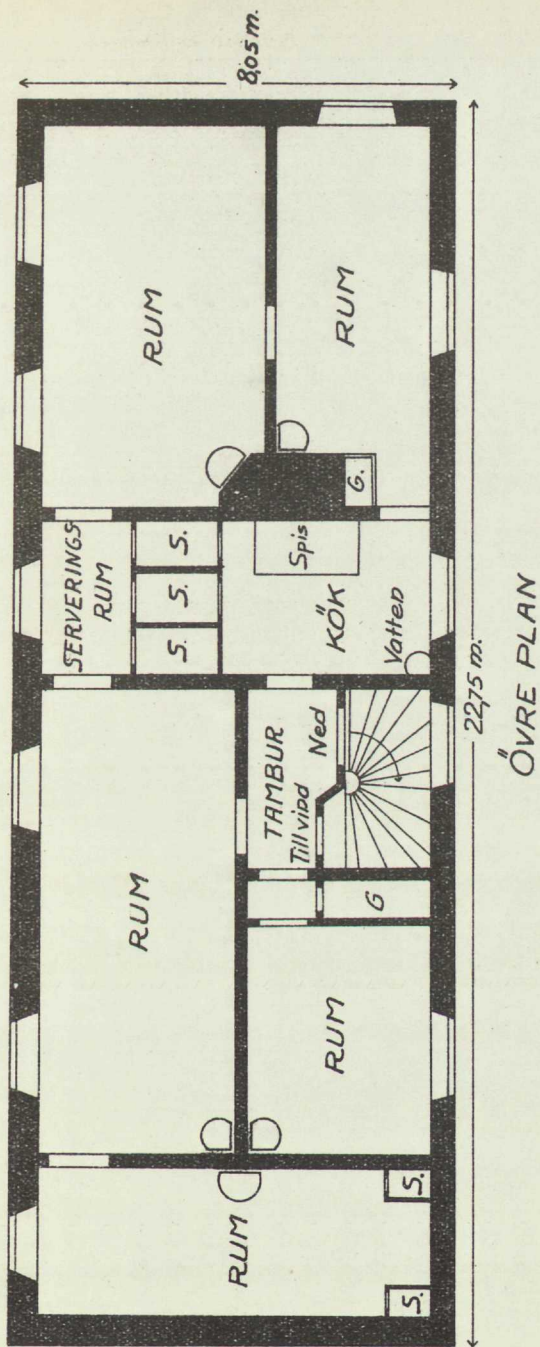 8,05 m.
RUM
RUM
SERVERINGS
RUM
S.
S.
S.
Spis
G.
KÖK
Vatten
RUM
TAMBUR
Till vind
Ned
G
RUM
RUM
S.
S.
22,75 m.
ÖVRE PLAN